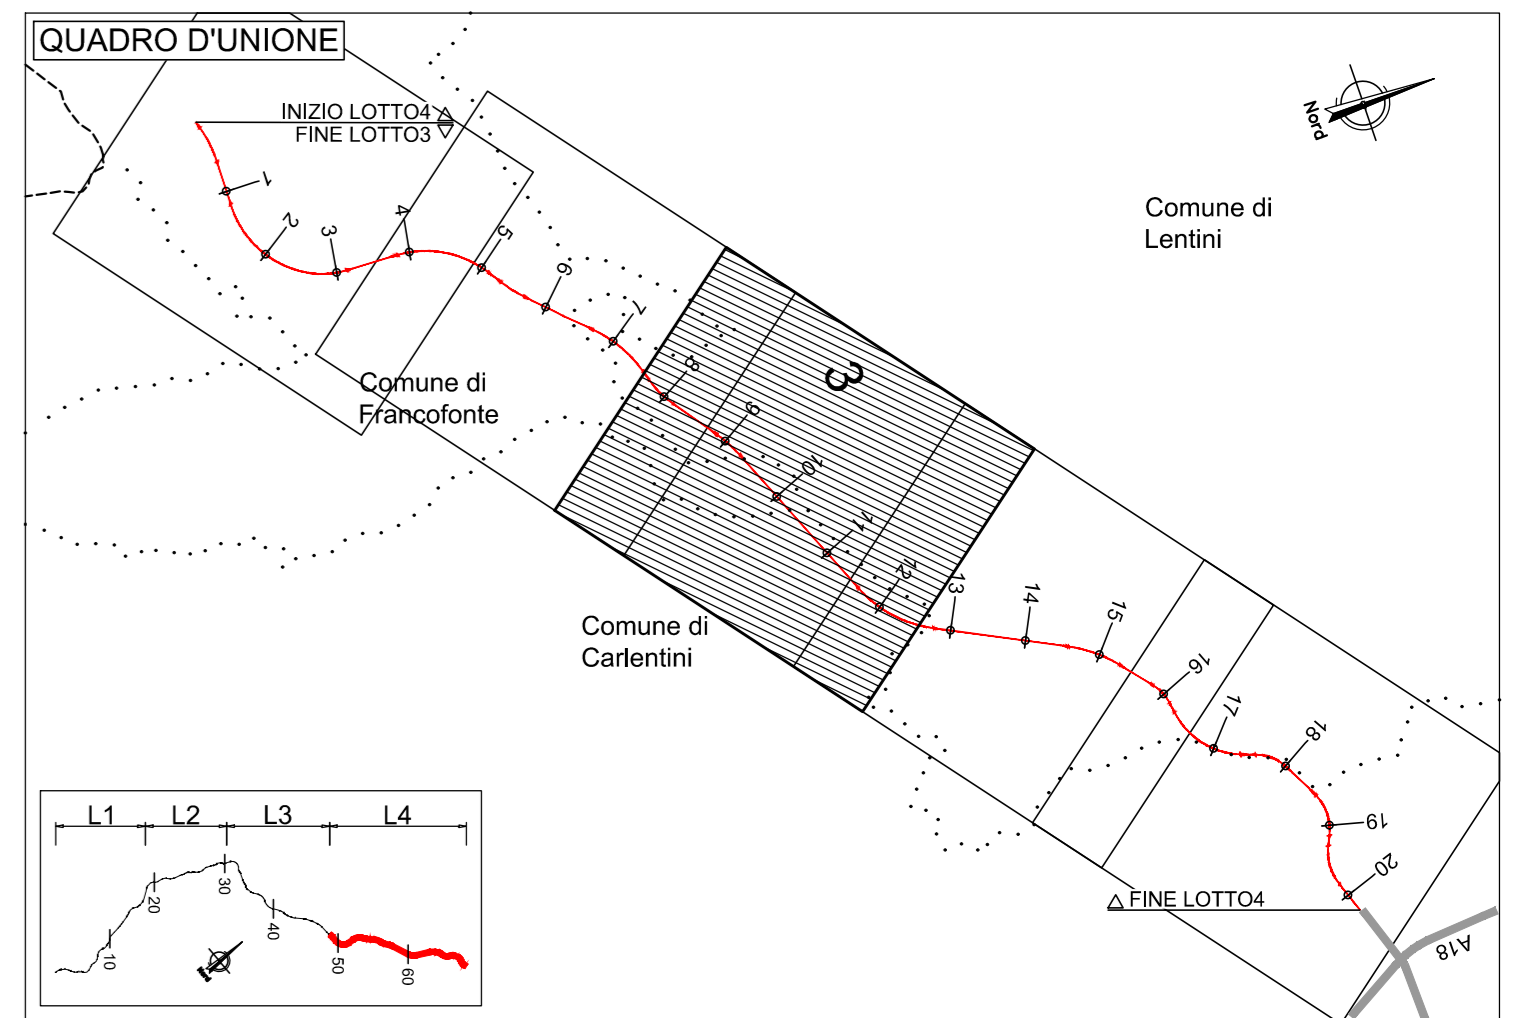 QUADRO D'UNIONE
INIZIO LOTTO4
FINE LOTTO3
Nord
Comune di
Lentini
1
2
3
4
5
6
7
8
9
10
11
12
13
14
15
16
17
18
19
20
3
Comune di
Francofonte
Comune di
Carlentini
FINE LOTTO4
A18
L1
L2
L3
L4
10
20
30
40
50
60
Nord